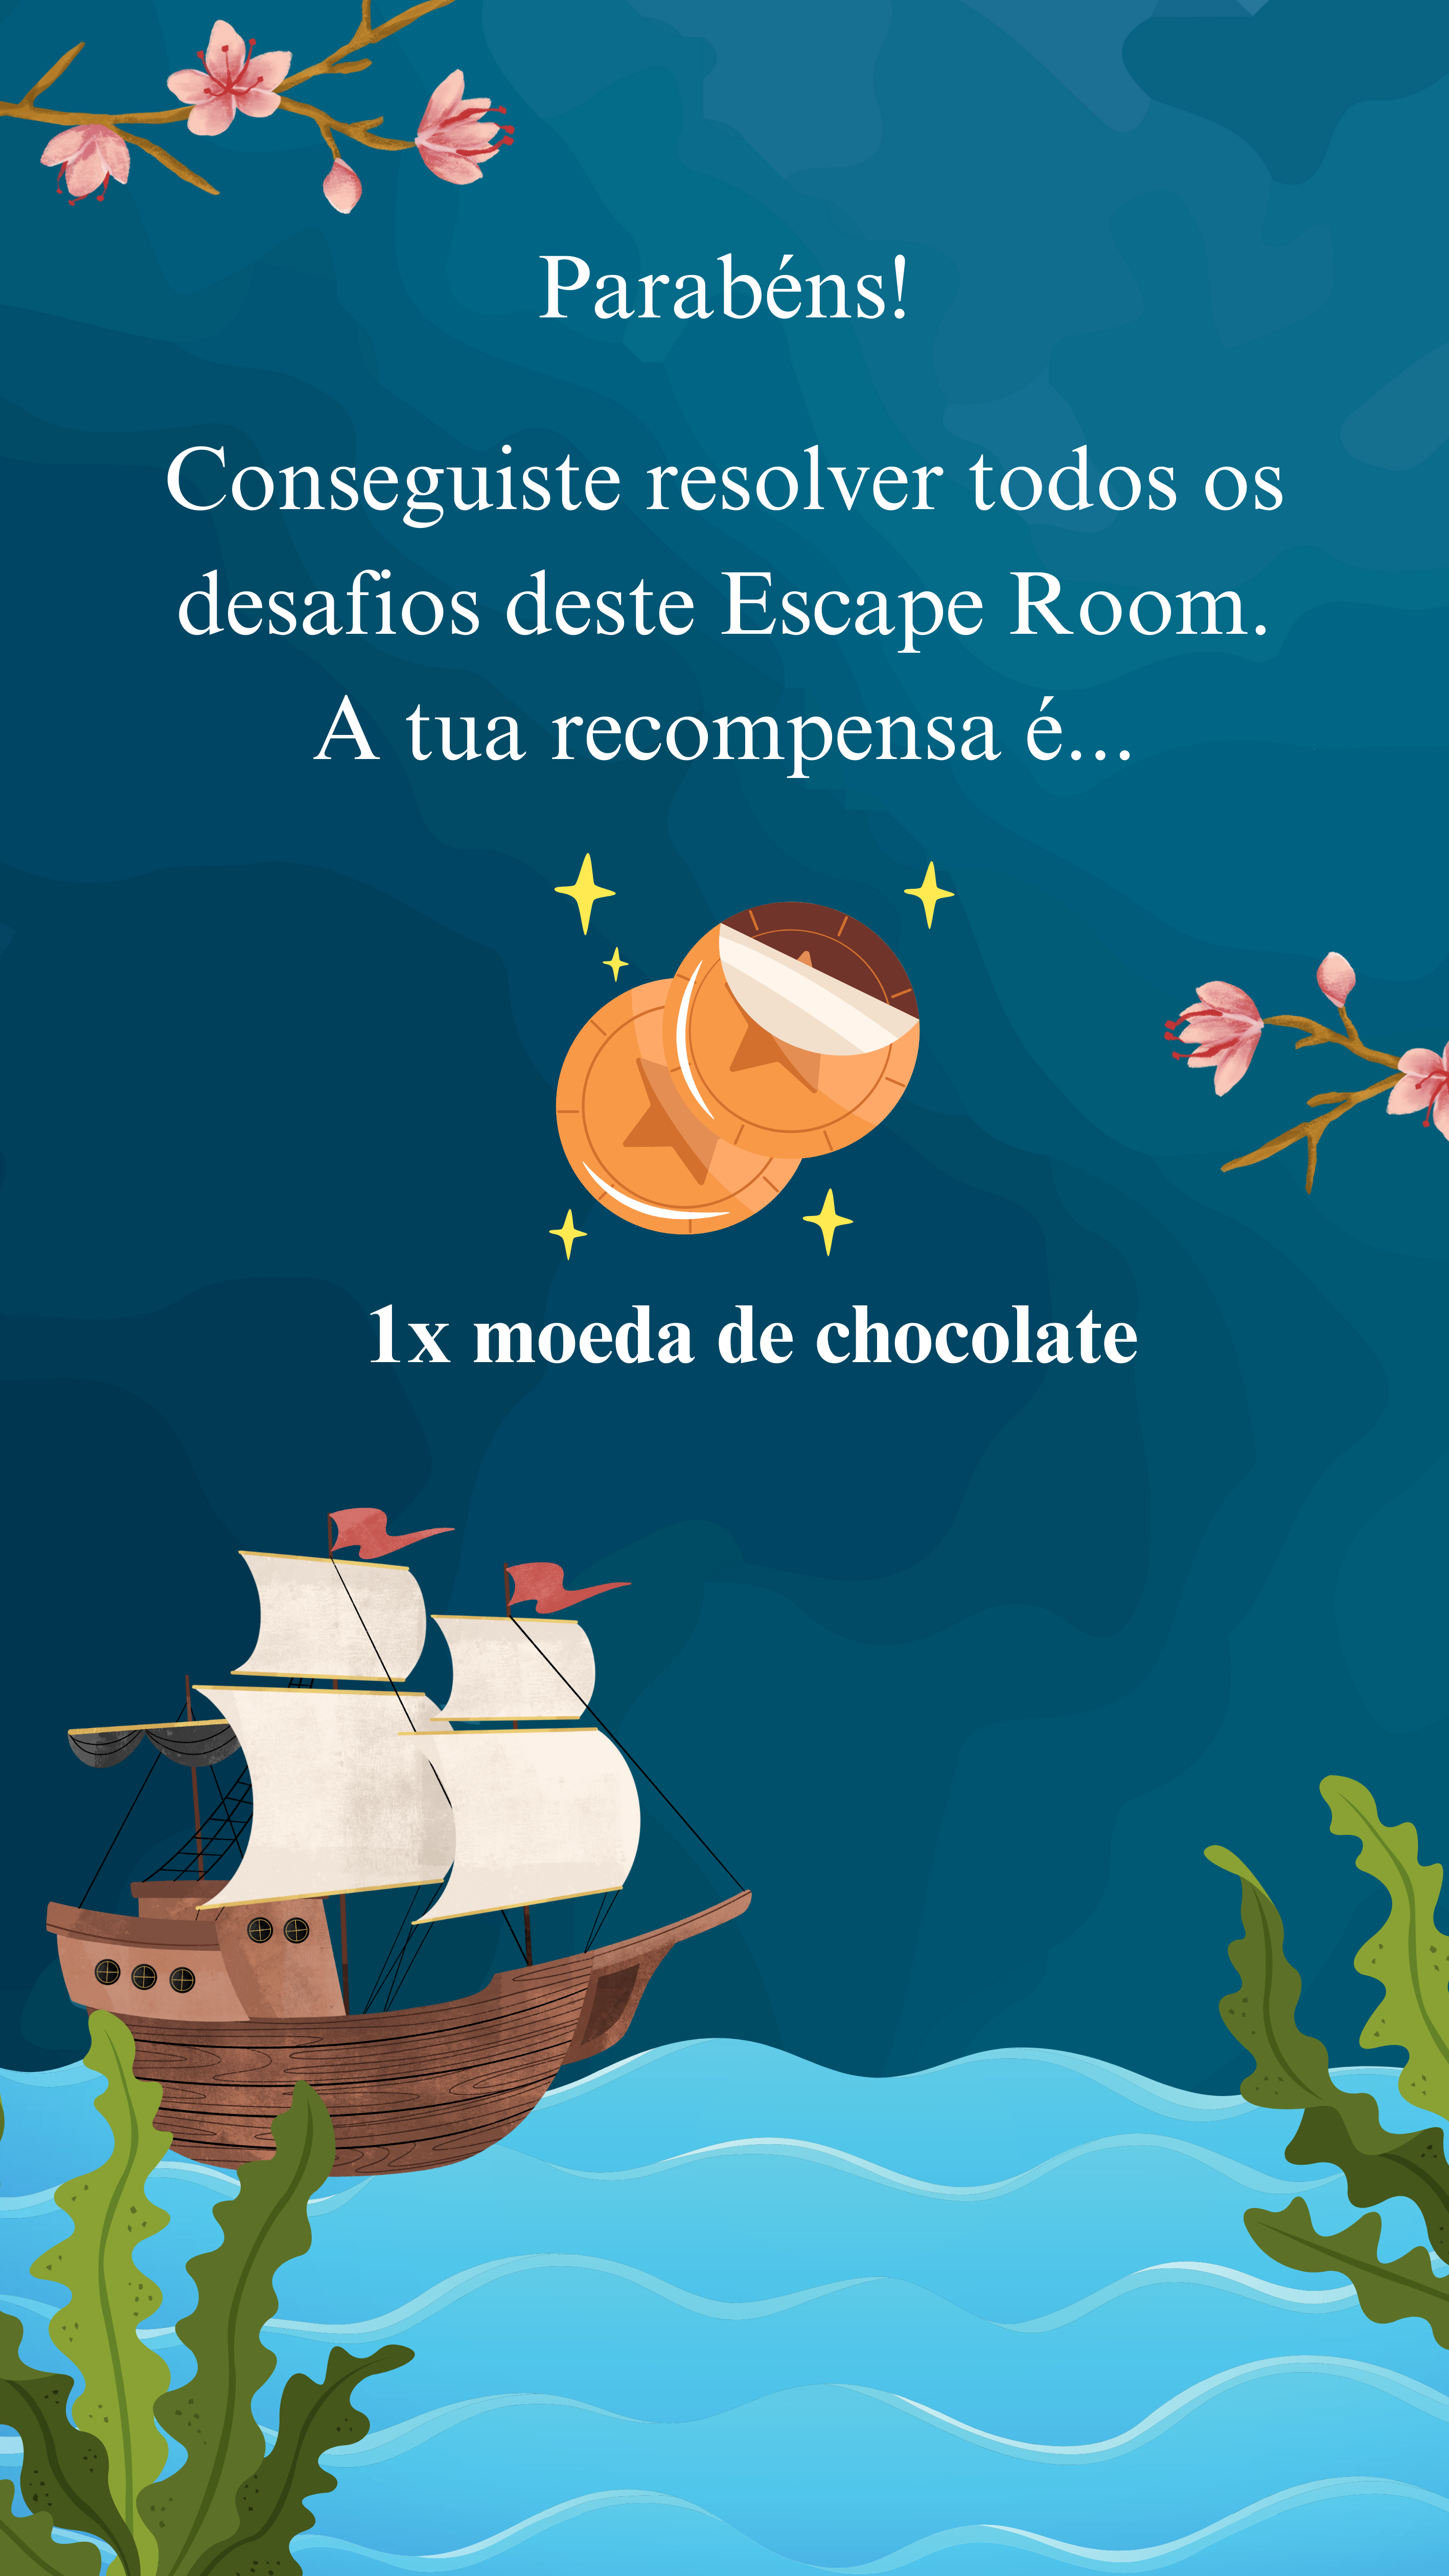 Parabéns!
Conseguiste resolver todos os
desafios deste Escape Room.
A tua recompensa é...
1x moeda de chocolate